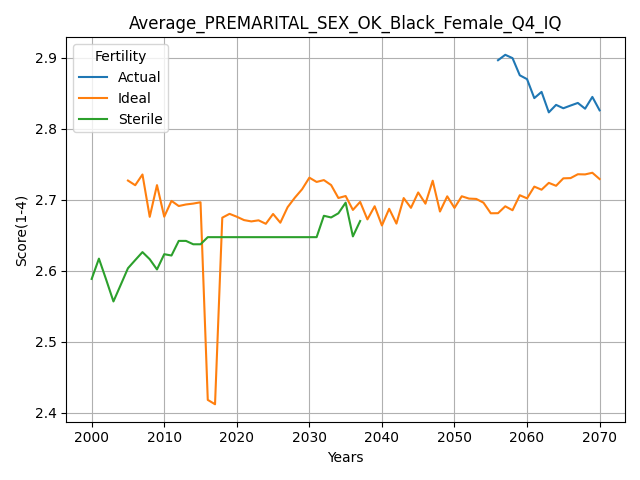 Average_PREMARITAL_SEX_OK_Black_Female_Q4_IQ
Fertility
Actual
Ideal
Sterile
Score(1-4)
2.9
2.8
2.7
2.6
2.5
2.4
2000 2010 2020 2030 2040 2050 2060 2070
Years